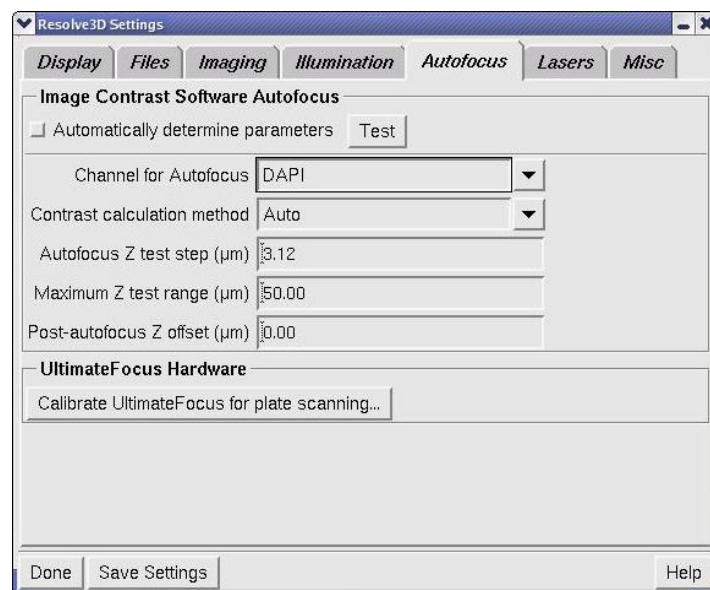 Resolve3D Settings
Display Files Imaging Illumination Autofocus Lasers Misc
Image Contrast Software Autofocus
Automatically determine parameters Test
Channel for Autofocus DAPI
Contrast calculation method Auto
Autofocus Z test step (µm) 3.12
Maximum Z test range (µm) 50.00
Post-autofocus Z offset (µm) 0.00
UltimateFocus Hardware
Calibrate UltimateFocus for plate scanning...
Done Save Settings Help